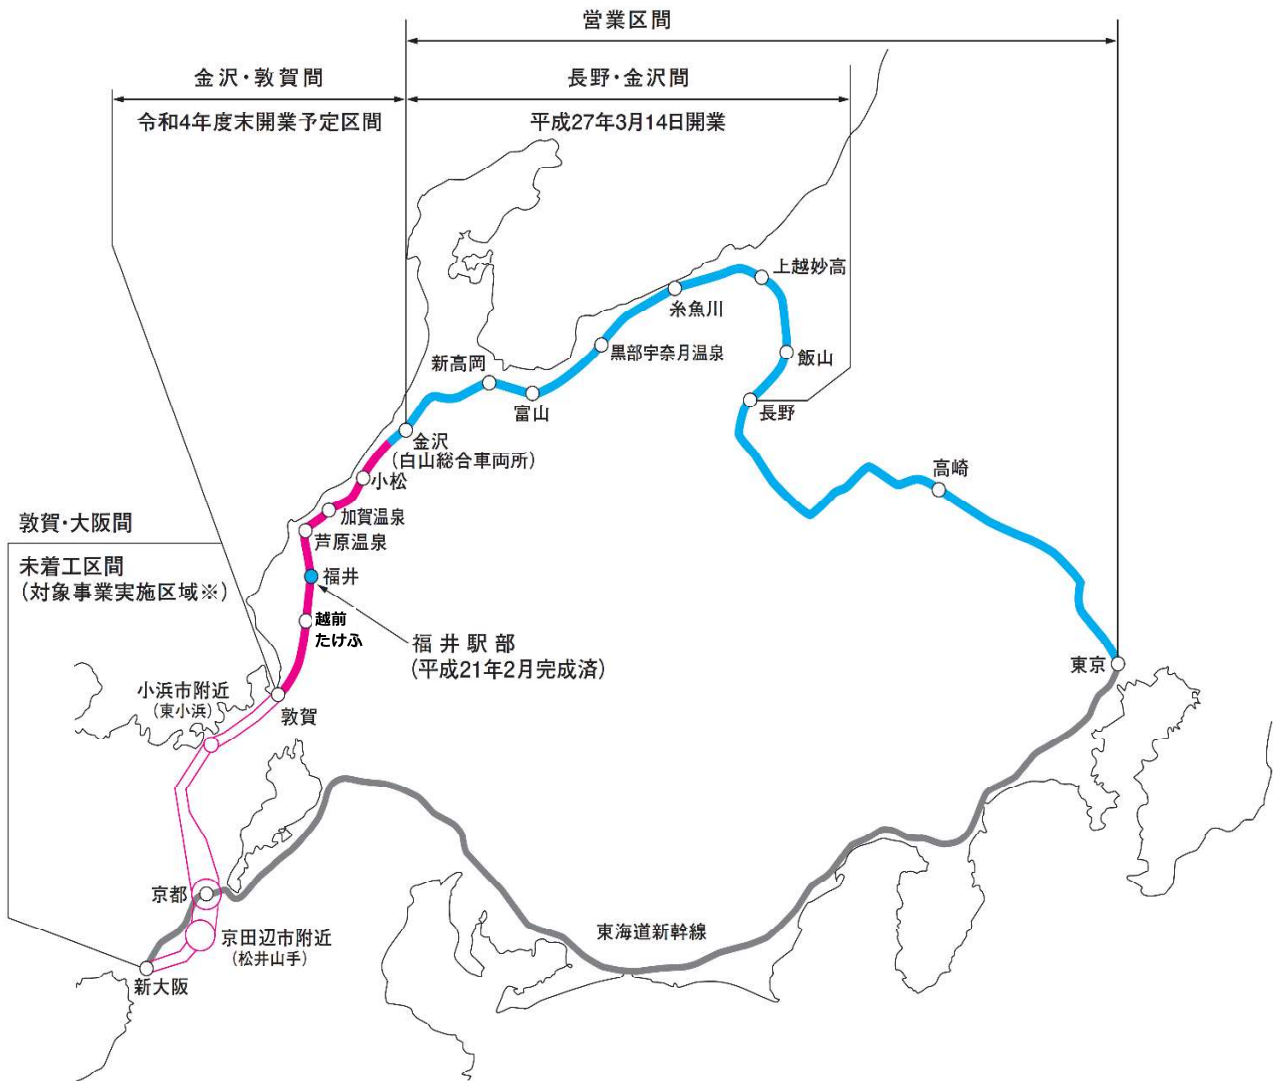 営業区間
金沢・敦賀間
長野・金沢間
令和4年度末開業予定区間
平成27年3月14日開業
上越妙高
糸魚川
黒部宇奈月温泉
飯山
新高岡
富山
長野
金沢
(白山総合車両所)
高崎
小松
加賀温泉
芦原温泉
敦賀・大阪間
未着工区間
(対象事業実施区域※)
福井
越前
たけふ
福井駅部
(平成21年2月完成済)
東京
小浜市附近
(東小浜)
敦賀
京都
京田辺市附近
(松井山手)
東海道新幹線
新大阪